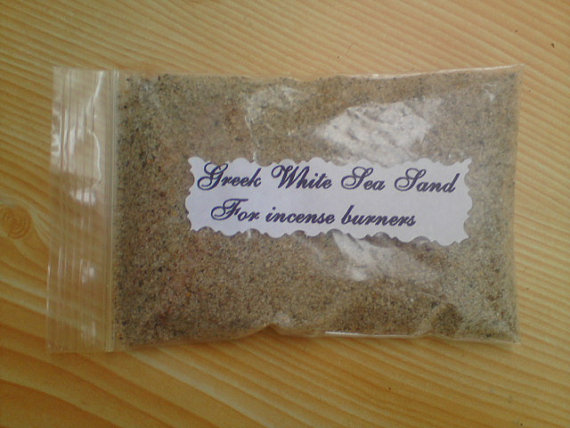 Greek White Sea Sand
For incense burners